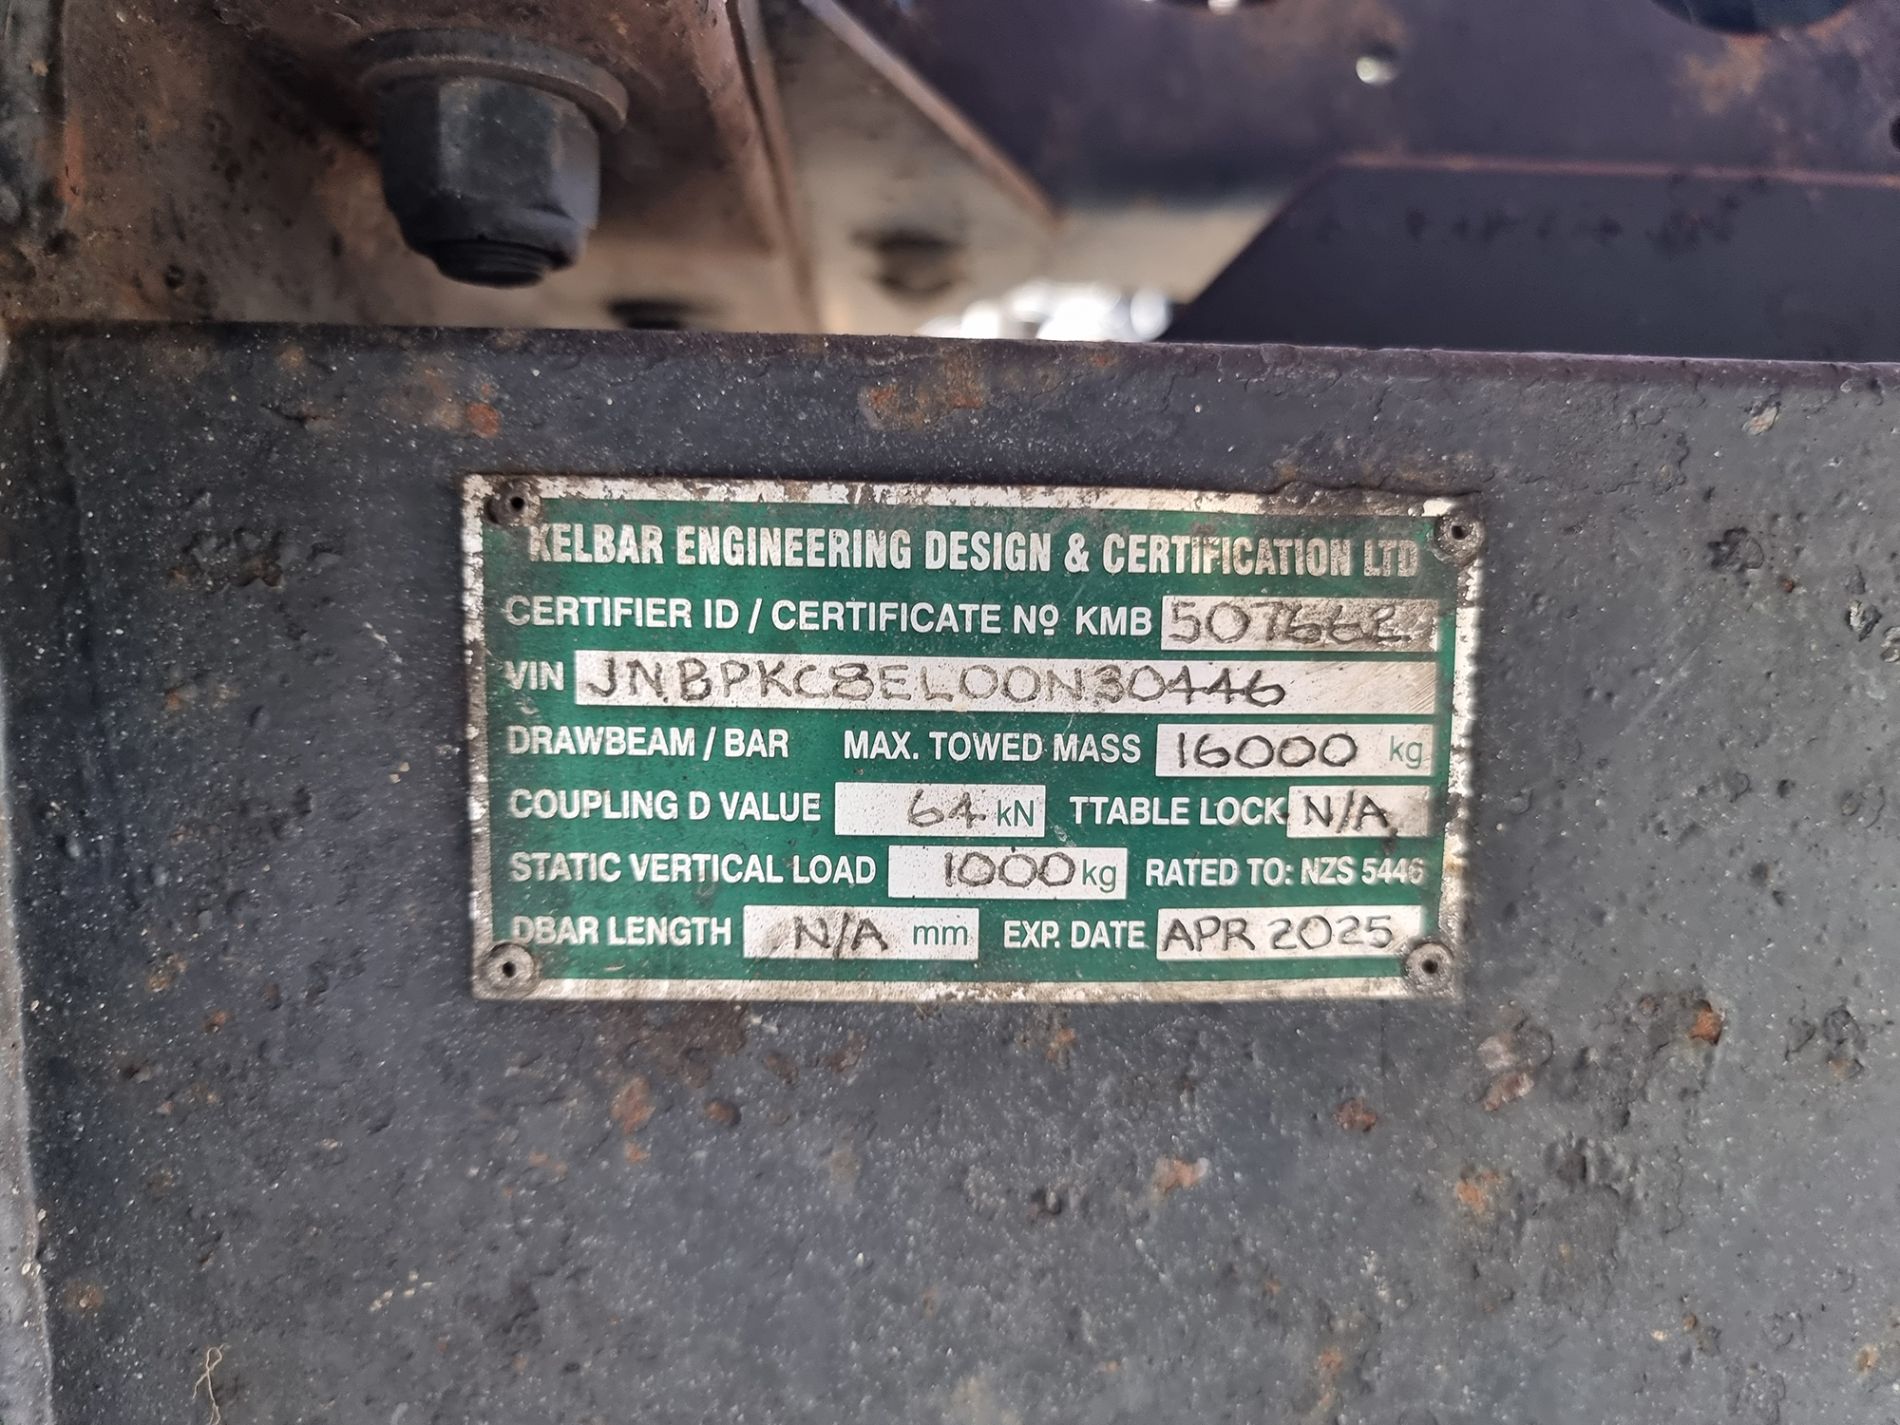 KELBAR ENGINEERING DESIGN & CERTIFICATION LTD
CERTIFIER ID / CERTIFICATE Nº KMB 507662
VIN JNBPKC8EL00N30446
DRAWBEAM / BAR MAX. TOWED MASS 16000 kg
COUPLING D VALUE 64 kN TTABLE LOCK N/A
STATIC VERTICAL LOAD 1000 kg RATED TO: NZS 5446
DBAR LENGTH N/A mm EXP. DATE APR 2025